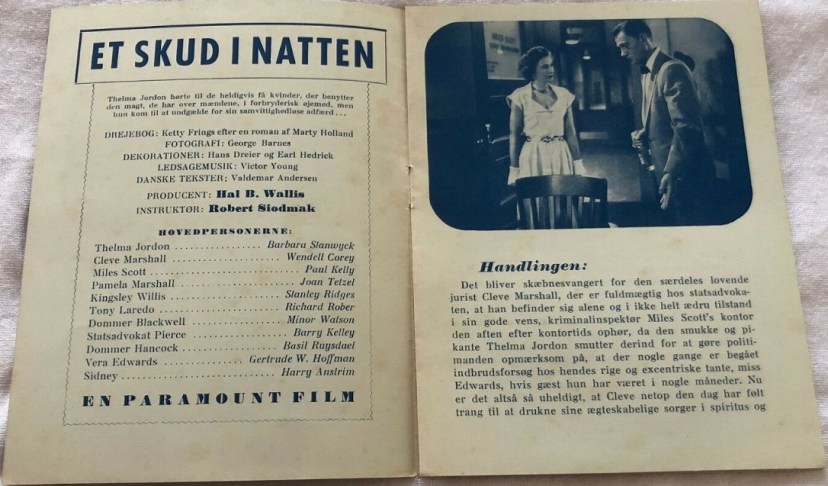 ET SKUD I NATTEN
Thelma Jordon hørte til de heldigvis få kvinder, der benytter
den magt, de har over mændene, i forbryderisk øjemed, men
hun kom til at undgælde for sin samvittighedløse adfærd...
DREJEBOG: Ketty Frings efter en roman af Marty Holland
FOTOGRAFI: George Barnes
DEKORATIONER: Hans Dreier og Earl Hedrick
LEDSAGEMUSIK: Victor Young
DANSKE TEKSTER; Valdemar Andersen
PRODUCENT: Hal B. Wallis
INSTRUKTØR: Robert Siodmak
HOVEDPERSONERNE:
Thelma Jordon .................. Barbara Stanwyck
Cleve Marshall .................. Wendell Corey
Miles Scott .................. Paul Kelly
Pamela Marshall .................. Joan Tetzel
Kingsley Willis .................. Stanley Ridges
Tony Laredo .................. Richard Rober
Dommer Blackwell .................. Minor Watson
Statsadvokat Pierce .................. Barry Kelley
Dommer Hancock .................. Basil Ruysdael
Vera Edwards .................. Gertrude W. Hoffman
Sidney .................. Harry Anstrim
EN PARAMOUNT FILM
Handlingen:
Det bliver skæbnesvangert for den særdeles lovende
jurist Cleve Marshall, der er fuldmægtig hos statsadvoka-
ten, at han befinder sig alene og i ikke helt ædru tilstand
i sin gode vens, kriminalinspektør Miles Scott's kontor
den aften efter kontortids ophør, da den smukke og pi-
kante Thelma Jordon smutter derind for at gøre politi-
manden opmærksom på, at der nogle gange er begået
indbrudsforsøg hos hendes rige og excentriske tante, miss
Edwards, hvis gæst hun har været i nogle måneder. Nu
er det altså så uheldigt, at Cleve netop den dag har følt
trang til at drukne sine ægteskabelige sorger i spiritus og